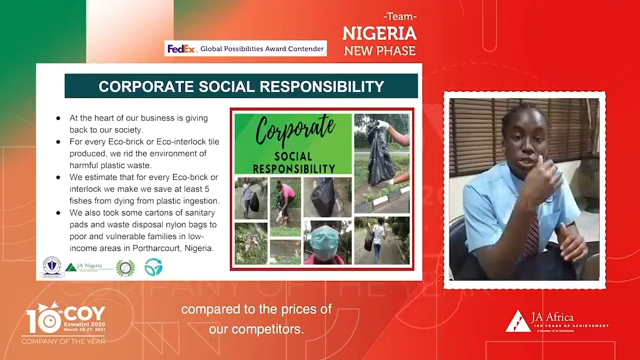 -Team-
NIGERIA
NEW PHASE
FedEx. Global Possibilities Award Contender
CORPORATE SOCIAL RESPONSIBILITY
● At the heart of our business is giving
back to our society.
● For every Eco-brick or Eco-interlock tile
produced, we rid the environment of
harmful plastic waste.
● We estimate that for every Eco-brick or
interlock we make we save at least 5
fishes from dying from plastic ingestion.
● We also took some cartons of sanitary
pads and waste disposal nylon bags to
poor and vulnerable families in low-
income areas in Portharcourt, Nigeria.
Corporate
SOCIAL
RESPONSIBILITY
JA Nigeria
10 COY
Eswatini 2020
COMPANY OF THE YEAR
compared to the prices of
our competitors.
JA Africa
100 YEARS OF ACHIEVEMENT